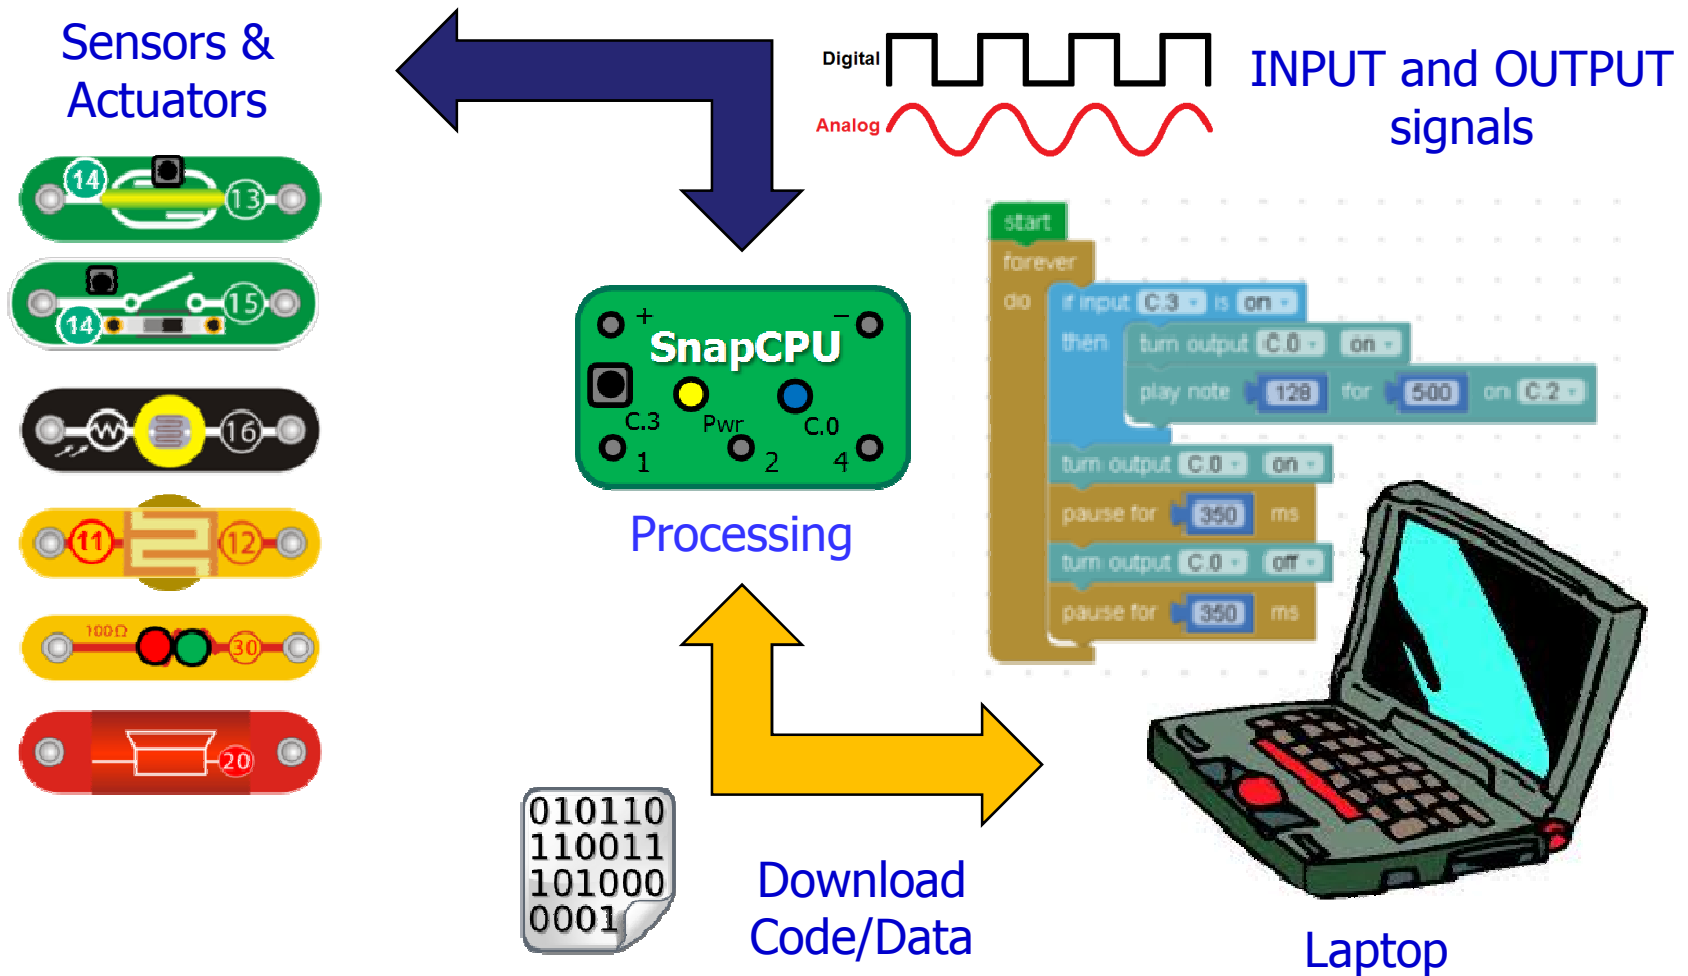 Sensors &
Actuators
Digital
Analog
INPUT and OUTPUT
signals
14
13
15
14
16
11
12
100Ω
30
20
+ −
SnapCPU
C.3 Pwr C.0
1 2 4
Processing
start
forever
do if input C.3 is on
then turn output C.0 on
play note 128 for 500 on C.2
turn output C.0 on
pause for 350 ms
turn output C.0 off
pause for 350 ms
010110
110011
101000
0001
Download
Code/Data
Laptop